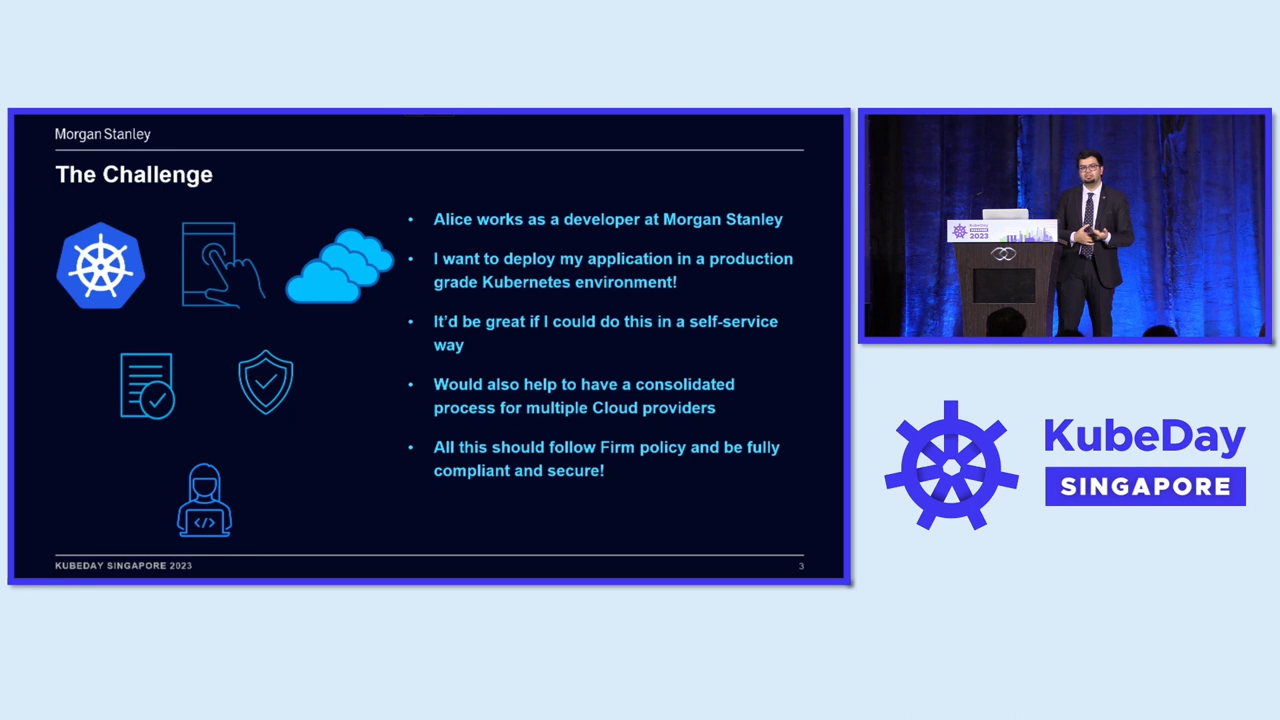 Morgan Stanley
The Challenge
• Alice works as a developer at Morgan Stanley
• I want to deploy my application in a production
grade Kubernetes environment!
• It'd be great if I could do this in a self-service
way
• Would also help to have a consolidated
process for multiple Cloud providers
• All this should follow Firm policy and be fully
compliant and secure!
</>
KUBEDAY SINGAPORE 2023
3
KubeDay
2023
KubeDay
SINGAPORE